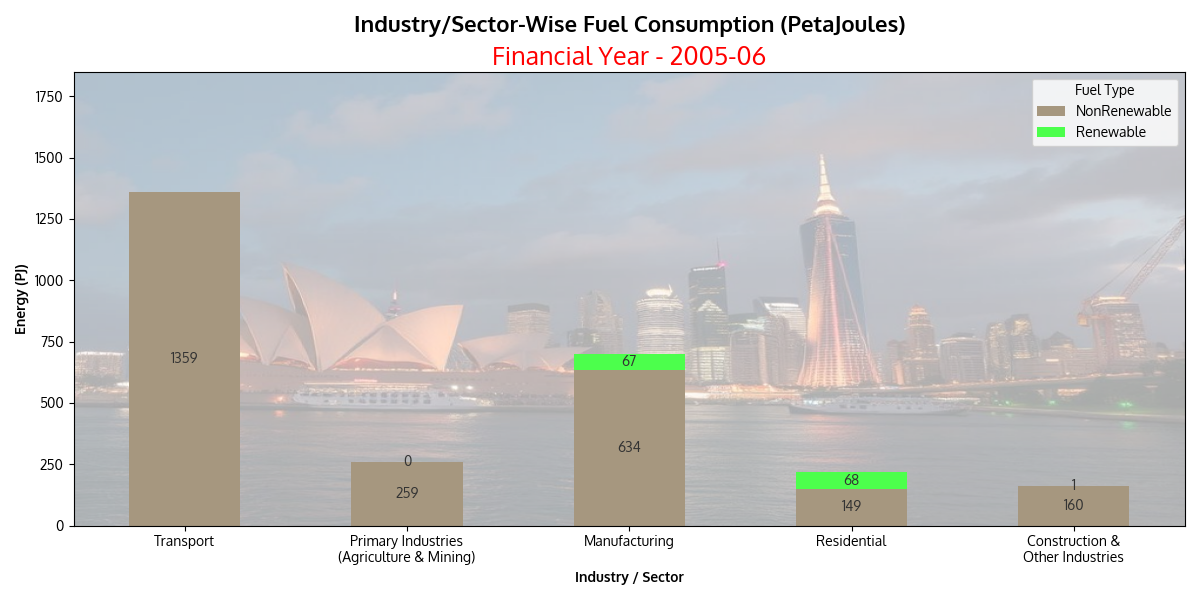 Industry/Sector-Wise Fuel Consumption (PetaJoules)
Financial Year - 2005-06
Fuel Type
NonRenewable
Renewable
Energy (PJ)
1750
1500
1250
1000
750
500
250
0
1359
0
259
67
634
68
149
1
160
Transport
Primary Industries
(Agriculture & Mining)
Manufacturing
Residential
Construction &
Other Industries
Industry / Sector